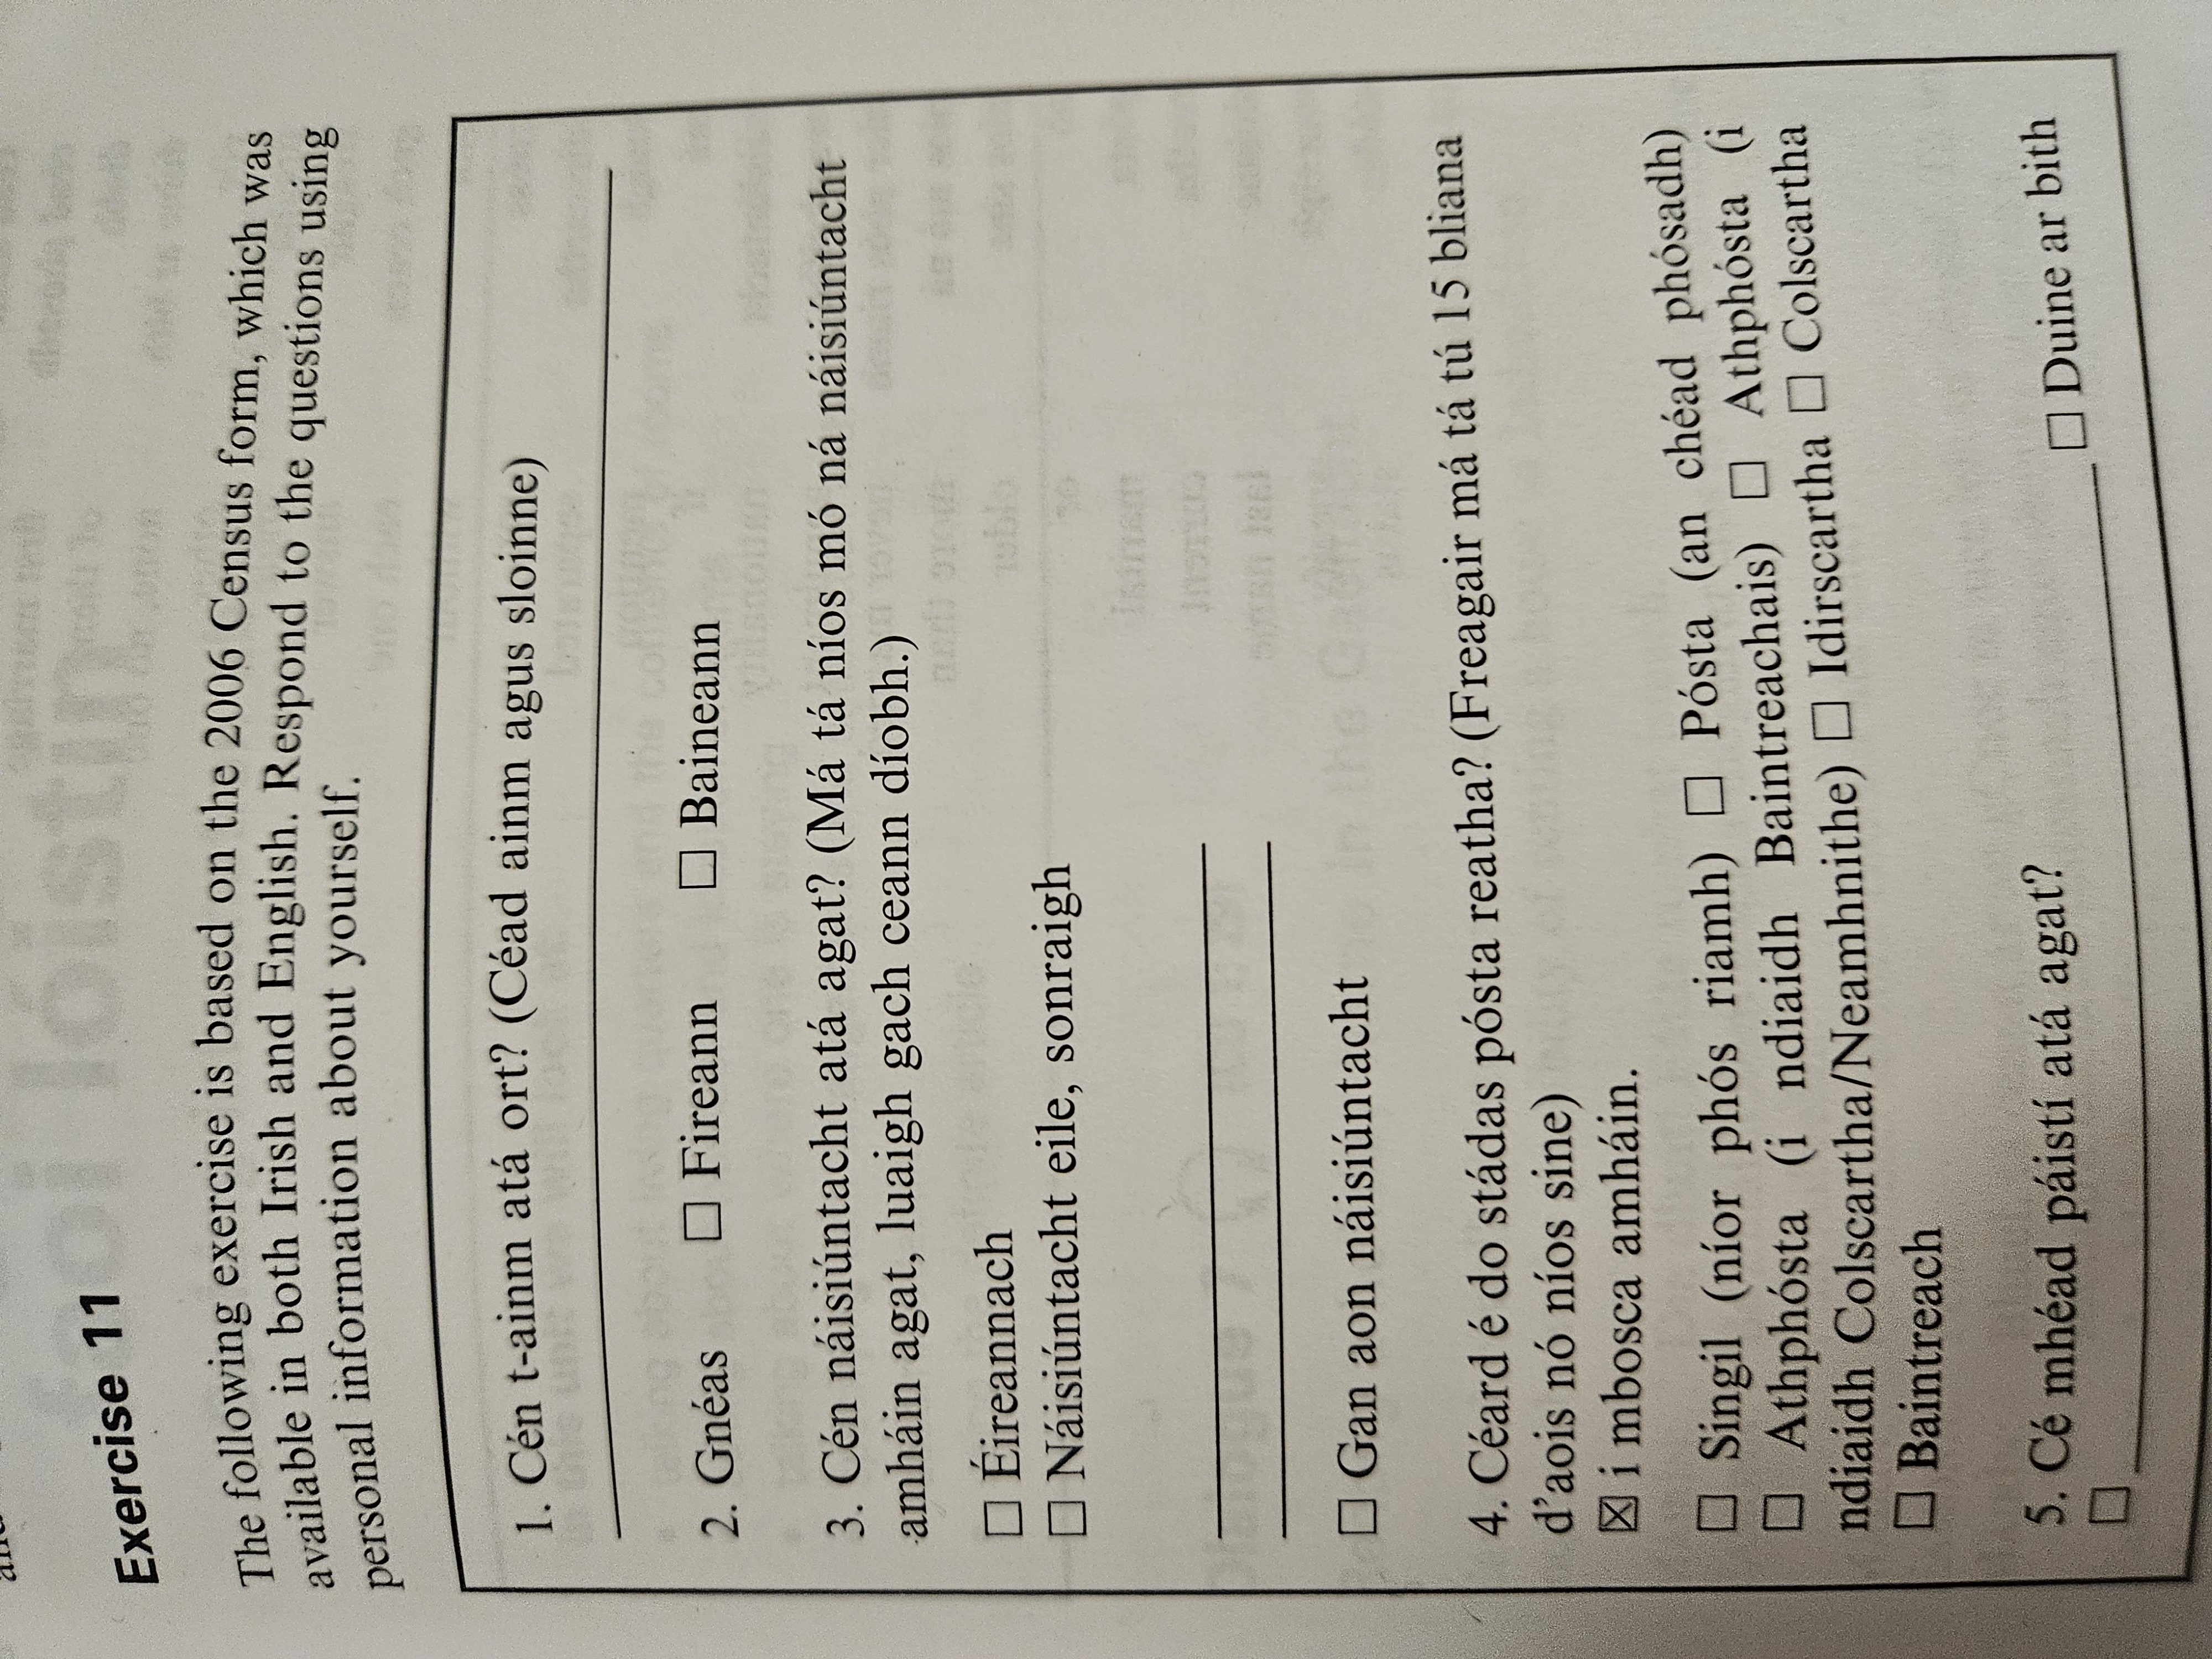 Exercise 11
The following exercise is based on the 2006 Census form, which was
available in both Irish and English. Respond to the questions using
personal information about yourself.
1. Cén t-ainm atá ort? (Céad ainm agus sloinne)
2. Gnéas ☐ Fireann ☐ Baineann
3. Cén náisiúntacht atá agat? (Má tá níos mó ná náisiúntacht
amháin agat, luaigh gach ceann díobh.)
☐ Éireannach
☐ Náisiúntacht eile, sonraigh
☐ Gan aon náisiúntacht
4. Céard é do stádas pósta reatha? (Freagair má tá tú 15 bliana
d'aois nó níos sine)
☒ i mbosca amháin.
☐ Singil (níor phós riamh) ☐ Pósta (an chéad phósadh)
☐ Athphósta (i ndiaidh Baintreachais) ☐ Athphósta (i
ndiaidh Colscartha/Neamhnithe) ☐ Idirscartha ☐ Colscartha
☐ Baintreach
5. Cé mhéad páistí atá agat?
☐ ☐ Duine ar bith